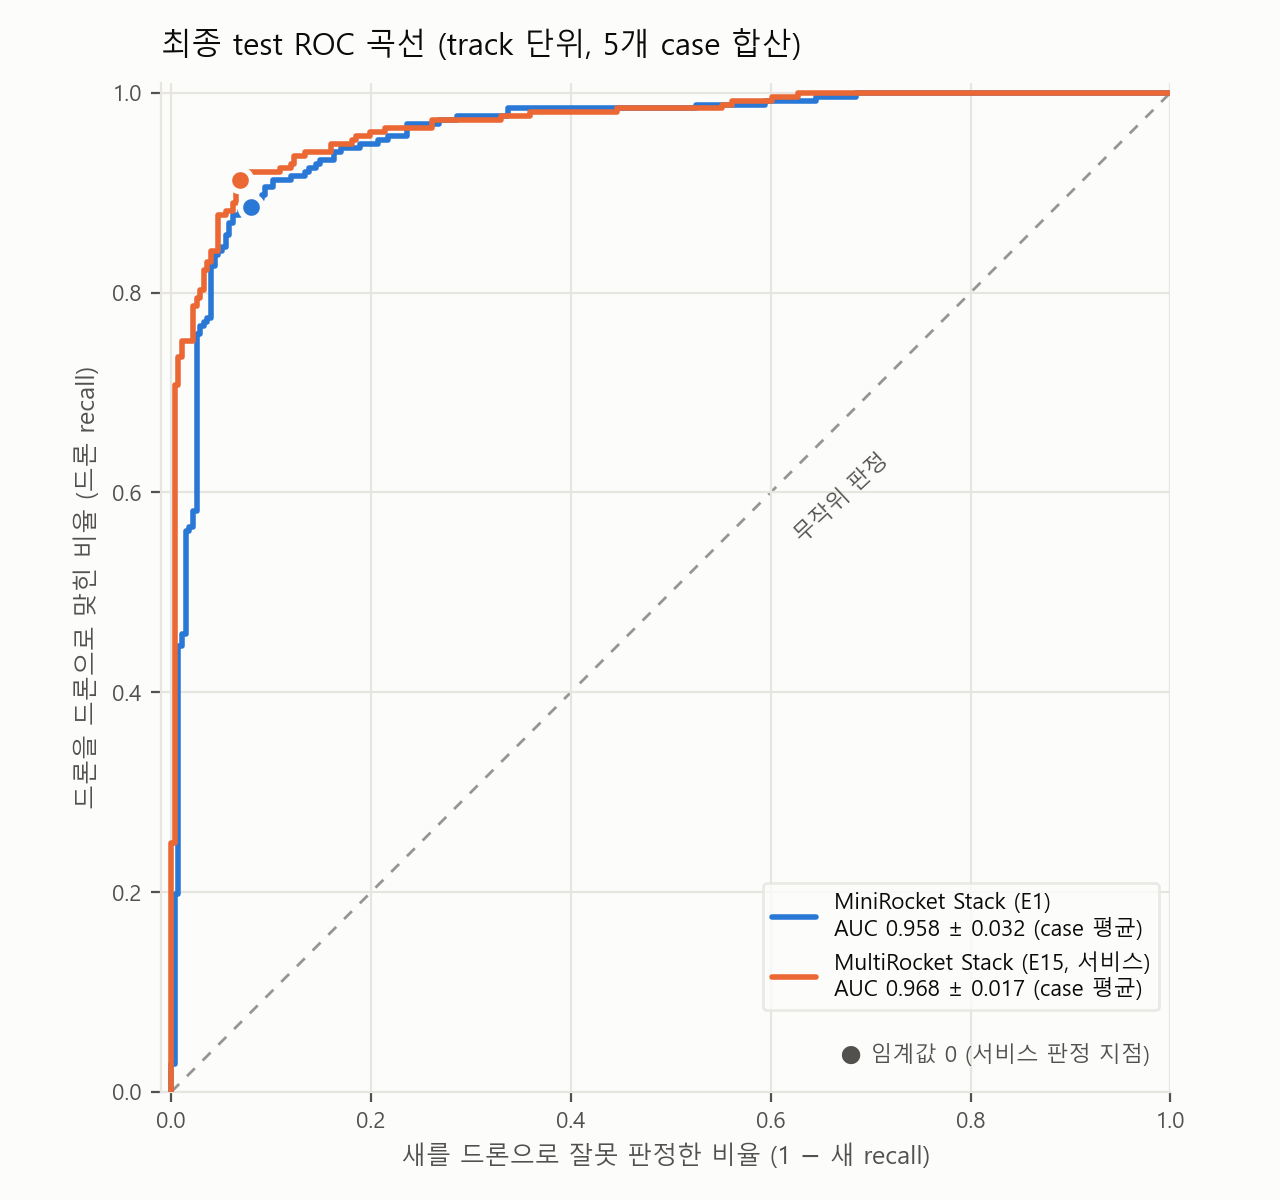 최종 test ROC 곡선 (track 단위, 5개 case 합산)
드론을 드론으로 맞힌 비율 (드론 recall)
1.0
0.8
0.6
0.4
0.2
0.0
무작위 판정
MiniRocket Stack (E1)
AUC 0.958 ± 0.032 (case 평균)
MultiRocket Stack (E15, 서비스)
AUC 0.968 ± 0.017 (case 평균)
임계값 0 (서비스 판정 지점)
0.0 0.2 0.4 0.6 0.8 1.0
새를 드론으로 잘못 판정한 비율 (1 − 새 recall)